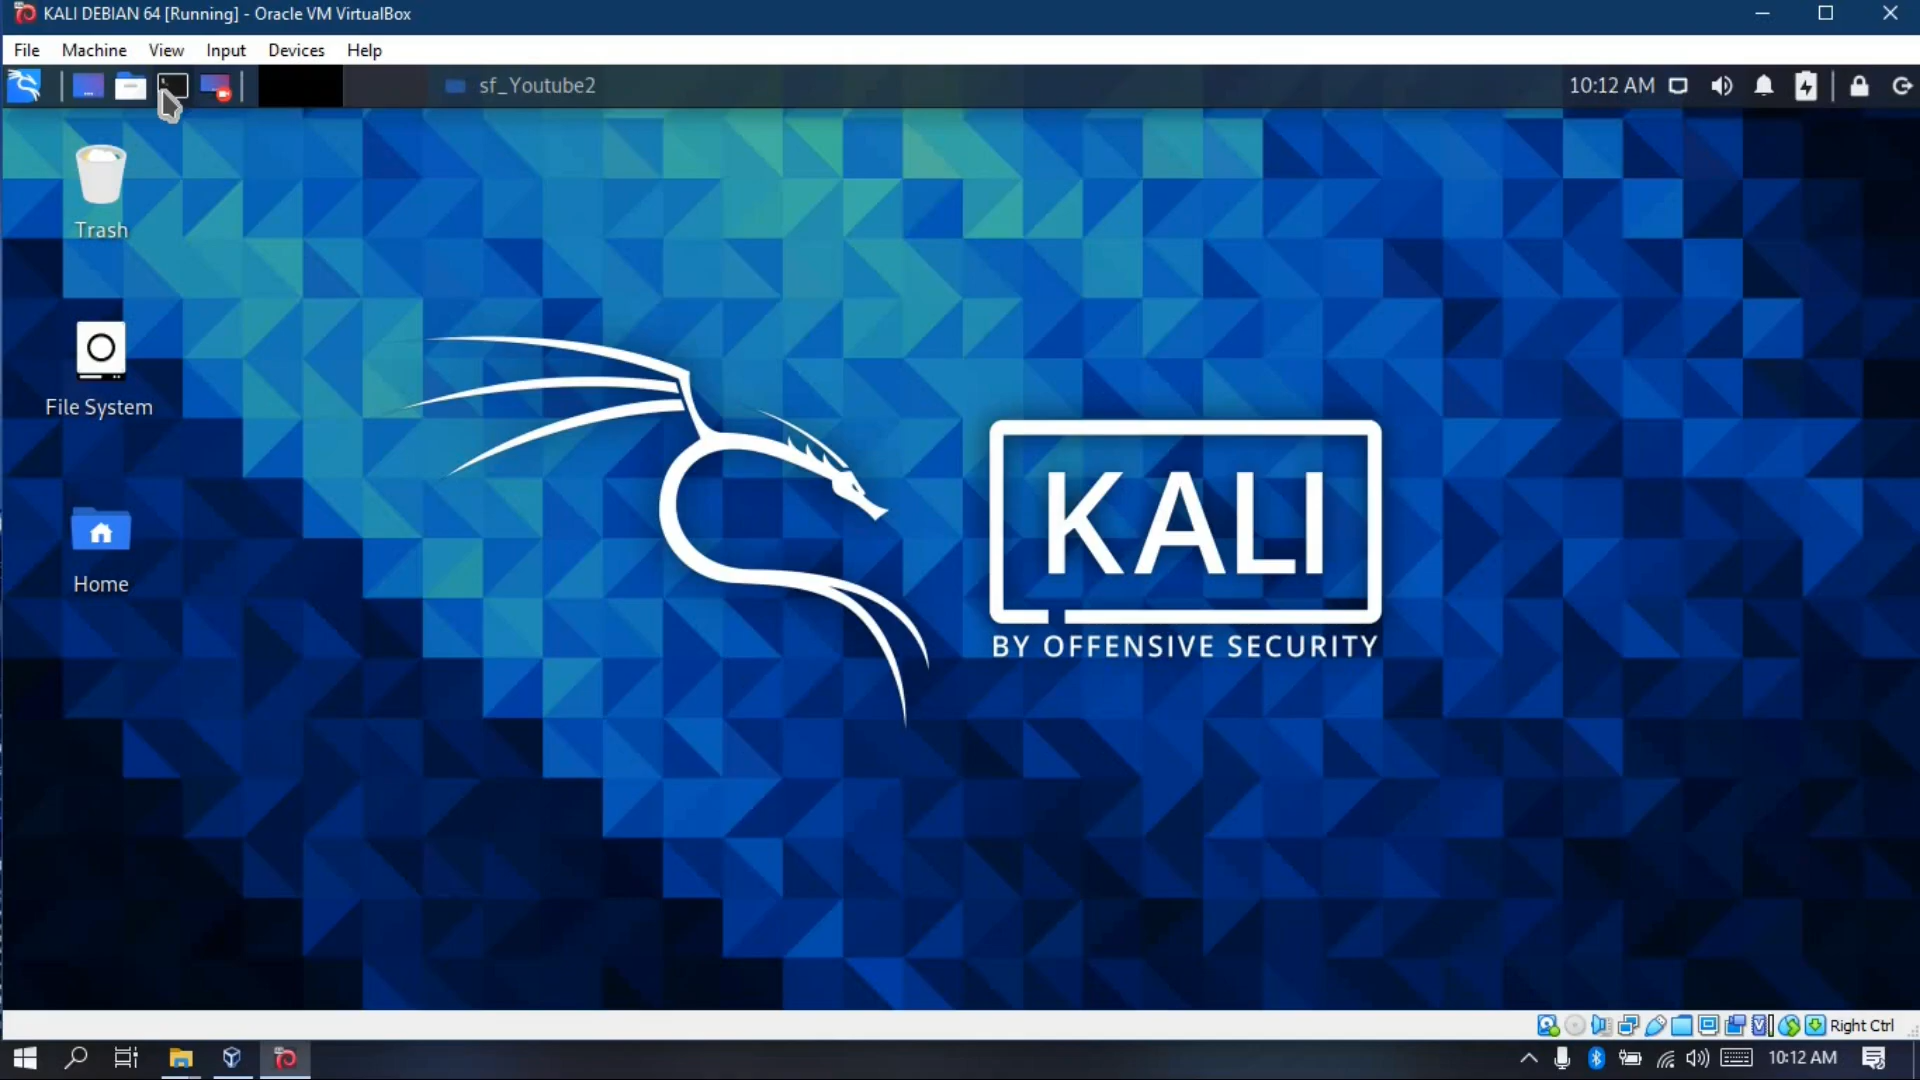 KALI DEBIAN 64 [Running] - Oracle VM VirtualBox
File Machine View Input Devices Help
sf_Youtube2
10:12 AM
Trash
File System
Home
KALI
BY OFFENSIVE SECURITY
Right Ctrl
10:12 AM